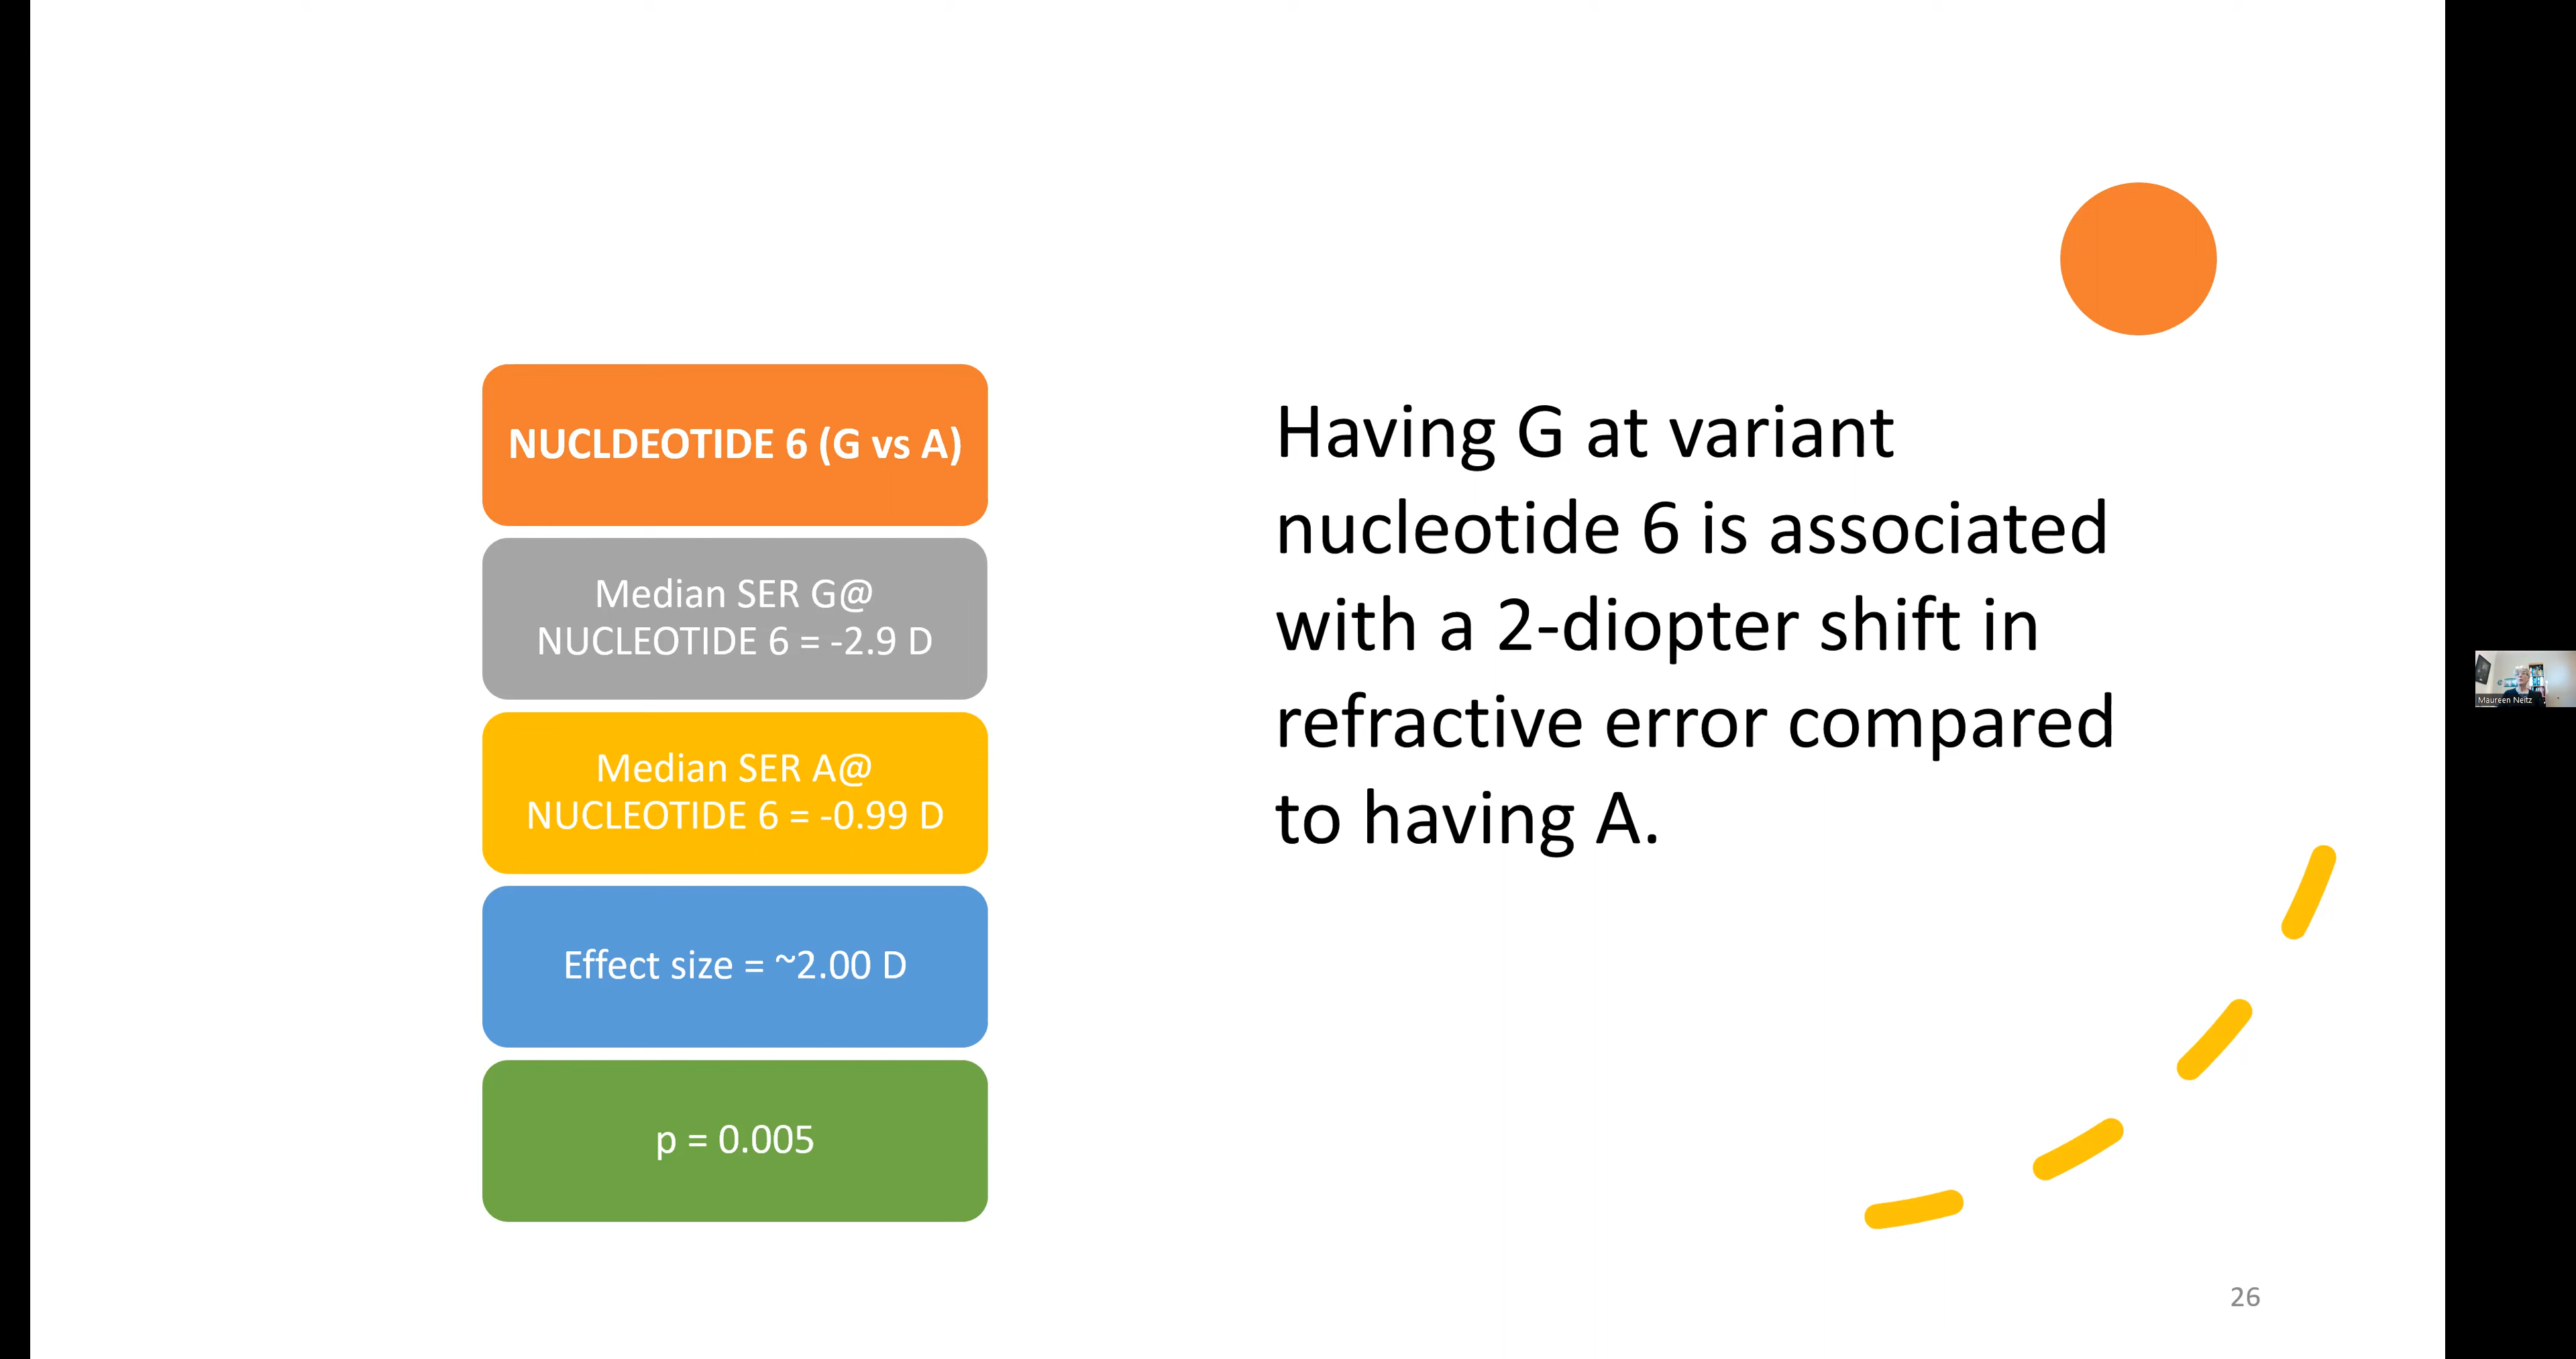 NUCLDEOTIDE 6 (G vs A)
Median SER G@
NUCLEOTIDE 6 = -2.9 D
Median SER A@
NUCLEOTIDE 6 = -0.99 D
Effect size = ~2.00 D
p = 0.005
Having G at variant
nucleotide 6 is associated
with a 2-diopter shift in
refractive error compared
to having A.
Maureen Neitz
26